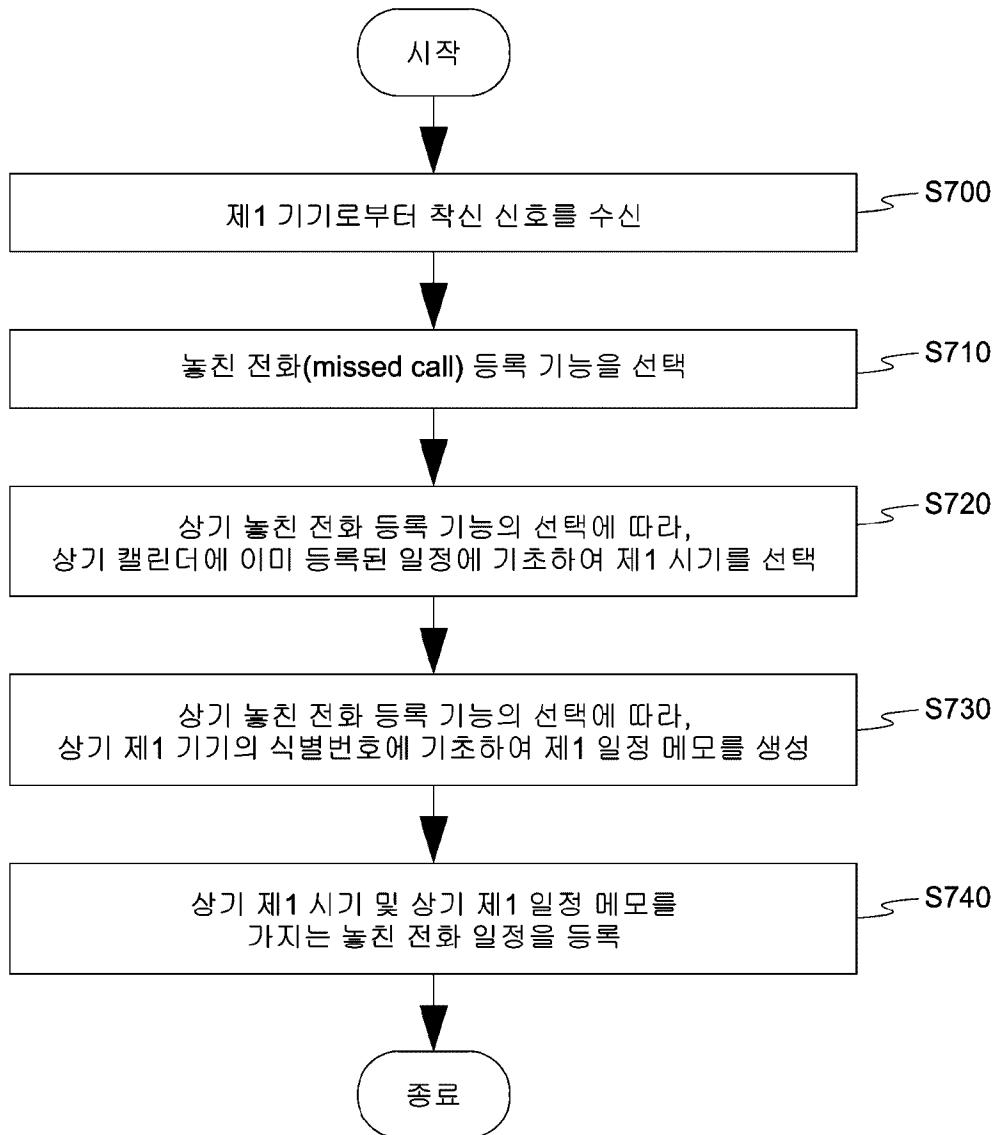 시작
제1 기기로부터 착신 신호를 수신
S700
놓친 전화(missed call) 등록 기능을 선택
S710
상기 놓친 전화 등록 기능의 선택에 따라,
상기 캘린더에 이미 등록된 일정에 기초하여 제1 시기를 선택
S720
상기 놓친 전화 등록 기능의 선택에 따라,
상기 제1 기기의 식별번호에 기초하여 제1 일정 메모를 생성
S730
상기 제1 시기 및 상기 제1 일정 메모를
가지는 놓친 전화 일정을 등록
S740
종료